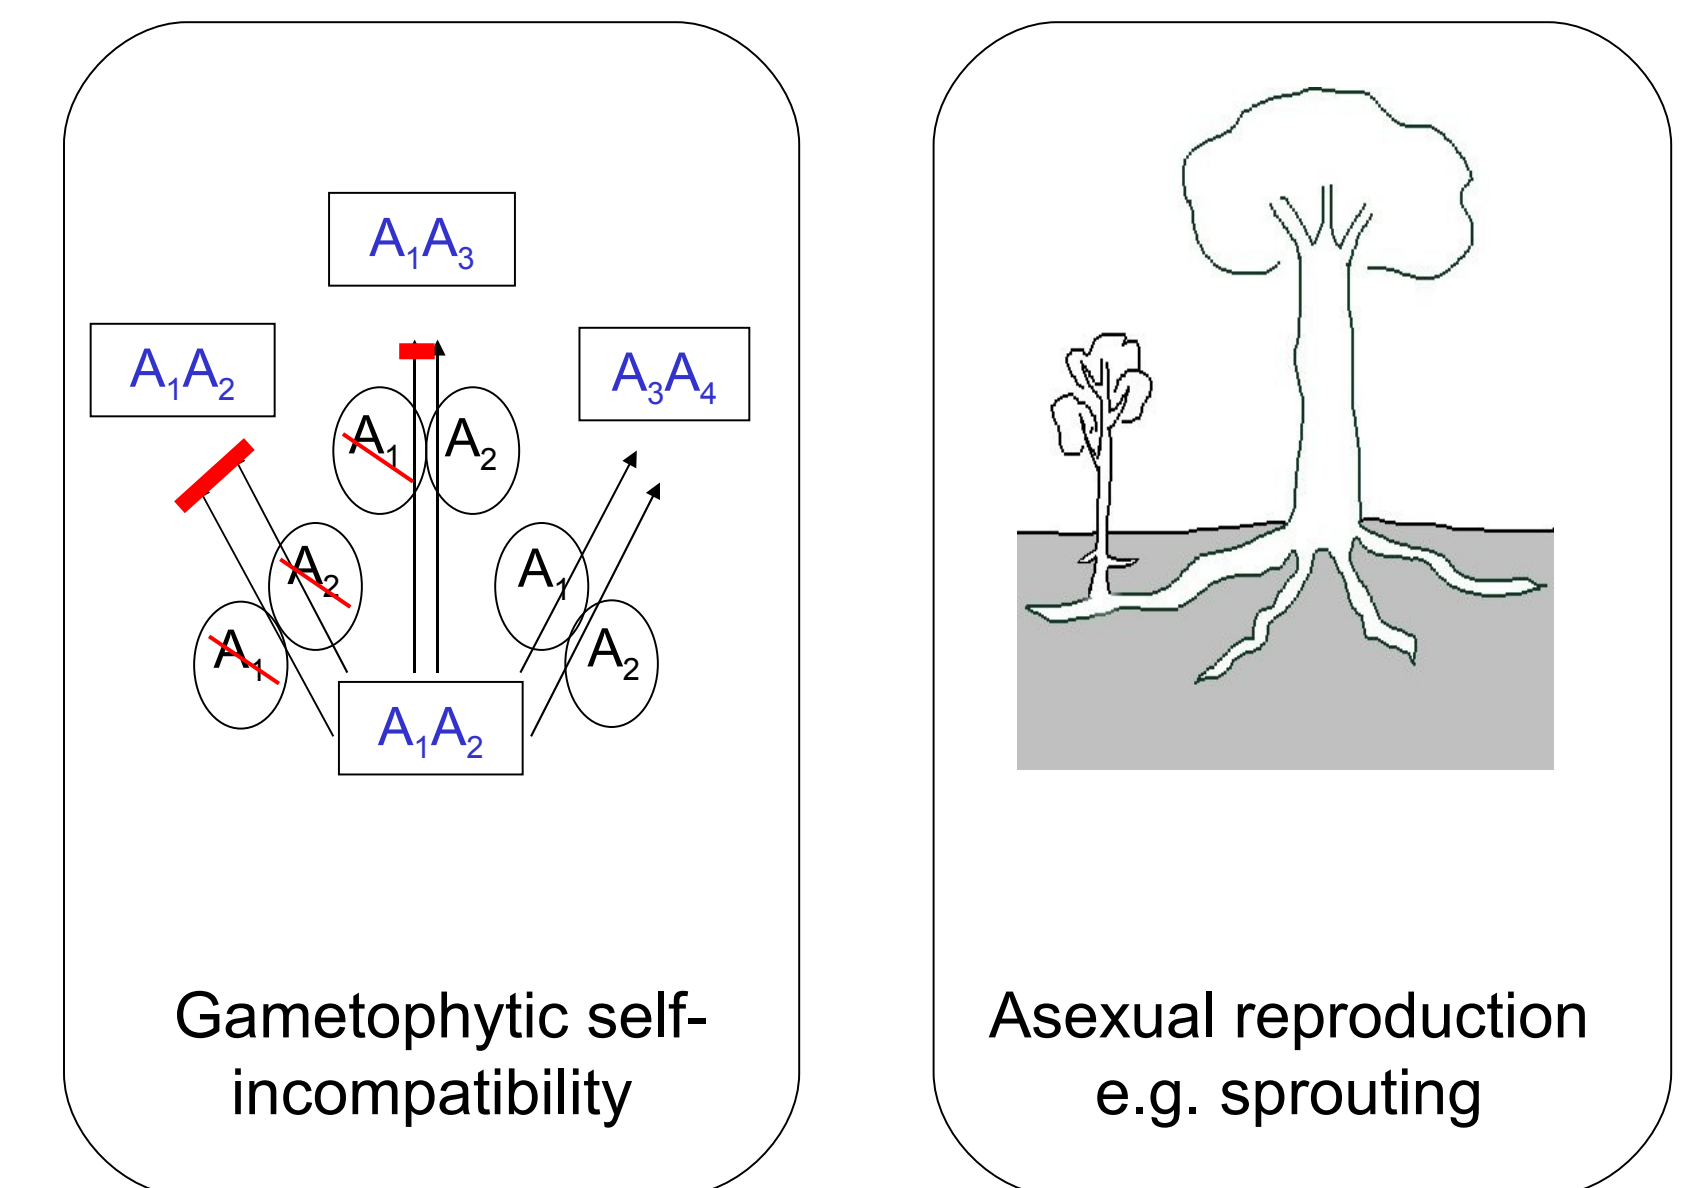 A₁A₃
A₁A₂
A₃A₄
A₁
A₂
A₂
A₁
A₁
A₂
A₁A₂
Gametophytic self-
incompatibility
Asexual reproduction
e.g. sprouting